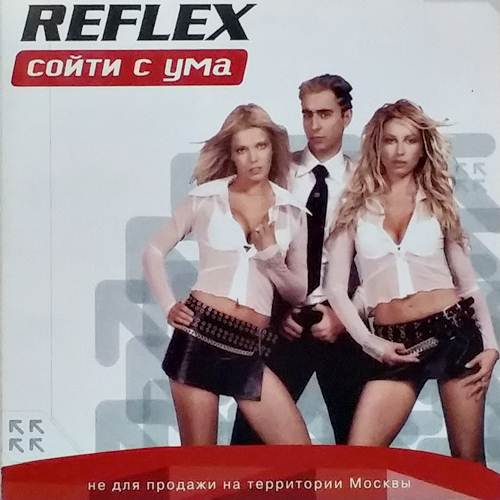 REFLEX
сойти с ума
не для продажи на территории Москвы